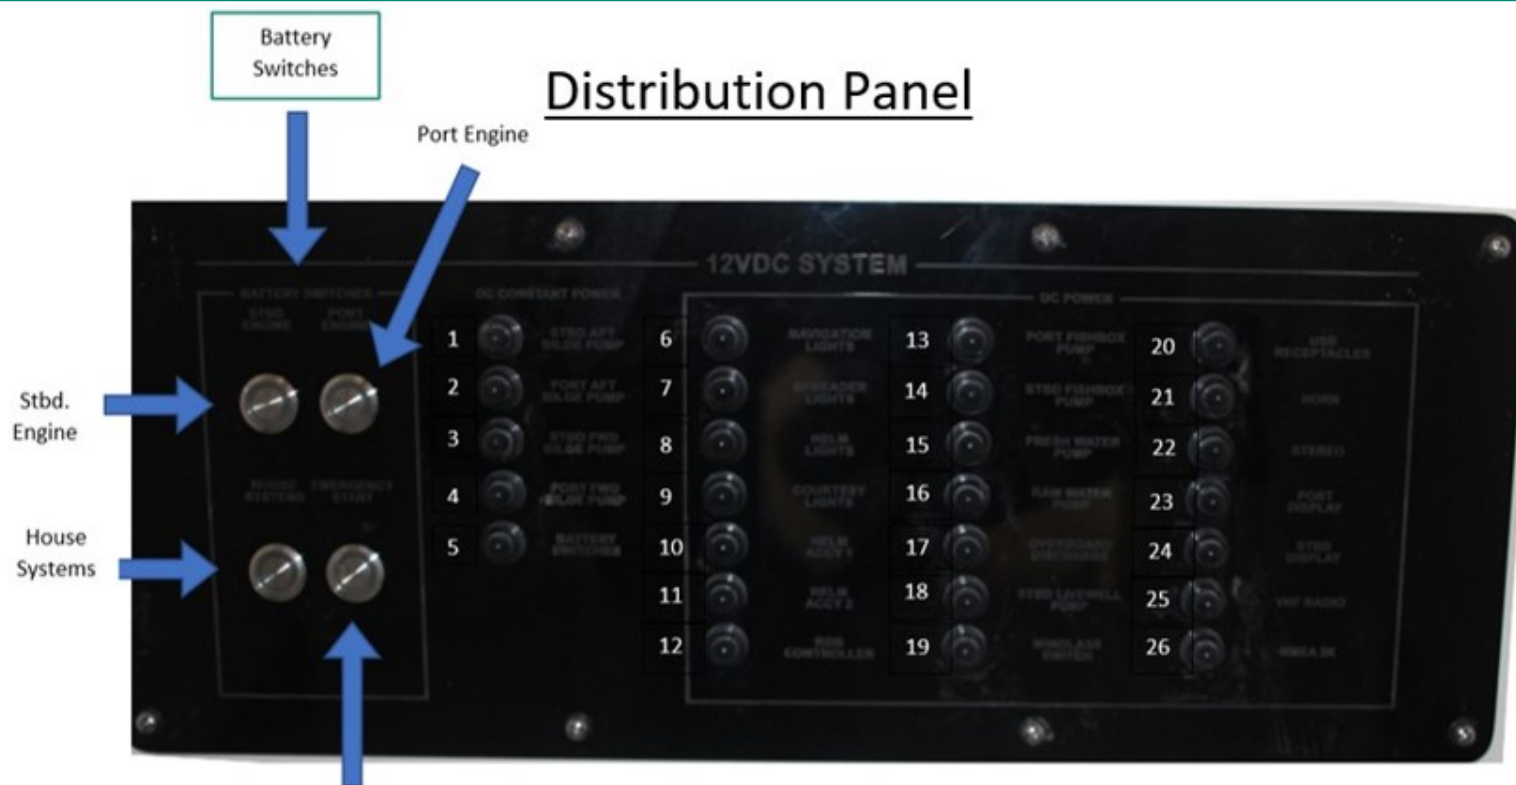 Battery
Switches
Distribution Panel
Port Engine
12VDC SYSTEM
BATTERY SWITCHES
DC CONSTANT POWER
DC POWER
STBD
ENGINE
PORT
ENGINE
Stbd.
Engine
HOUSE
SYSTEMS
EMERGENCY
START
House
Systems
1
STBD AFT
BILGE PUMP
2
PORT AFT
BILGE PUMP
3
STBD FWD
BILGE PUMP
4
PORT FWD
BILGE PUMP
5
BATTERY
SWITCHES
6
NAVIGATION
LIGHTS
7
SPREADER
LIGHTS
8
HELM
LIGHTS
9
COURTESY
LIGHTS
10
HELM
ACCY 1
11
HELM
ACCY 2
12
RGB
CONTROLLER
13
PORT FISHBOX
PUMP
14
STBD FISHBOX
PUMP
15
FRESH WATER
PUMP
16
RAW WATER
PUMP
17
OVERBOARD
DISCHARGE
18
STBD LIVEWELL
PUMP
19
WINDLASS
SWITCH
20
USB
RECEPTACLES
21
HORN
22
STEREO
23
PORT
DISPLAY
24
STBD
DISPLAY
25
VHF RADIO
26
NMEA 2K